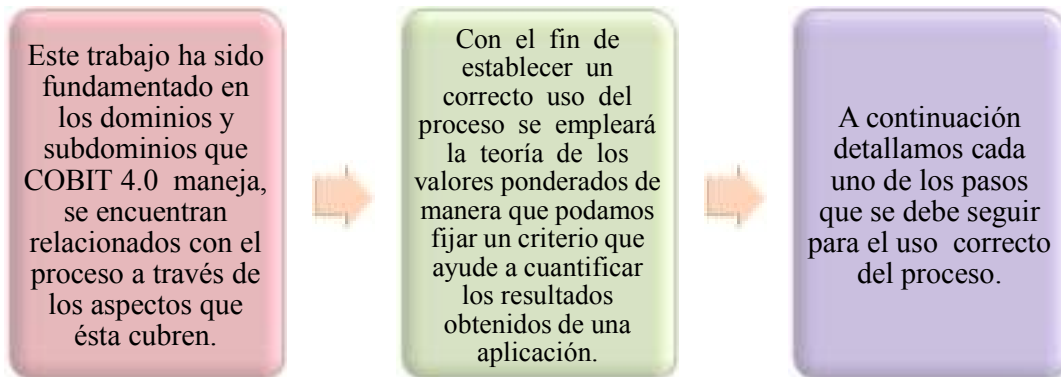 Este trabajo ha sido
fundamentado en
los dominios y
subdominios que
COBIT 4.0 maneja,
se encuentran
relacionados con el
proceso a través de
los aspectos que
ésta cubren.
Con el fin de
establecer un
correcto uso del
proceso se empleará
la teoría de los
valores ponderados de
manera que podamos
fijar un criterio que
ayude a cuantificar
los resultados
obtenidos de una
aplicación.
A continuación
detallamos cada
uno de los pasos
que se debe seguir
para el uso correcto
del proceso.